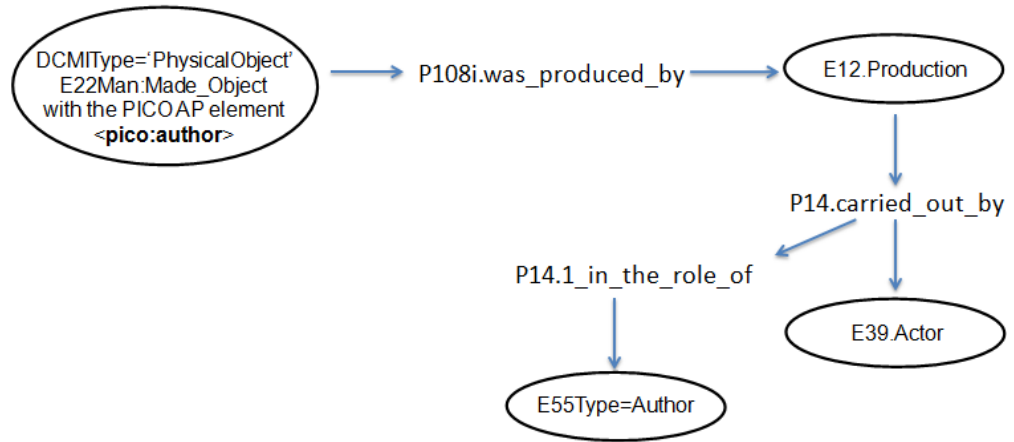 DCMIType=‘PhysicalObject’
E22Man:Made_Object
with the PICO AP element
<pico:author>
P108i.was_produced_by
E12.Production
P14.carried_out_by
P14.1_in_the_role_of
E39.Actor
E55Type=Author